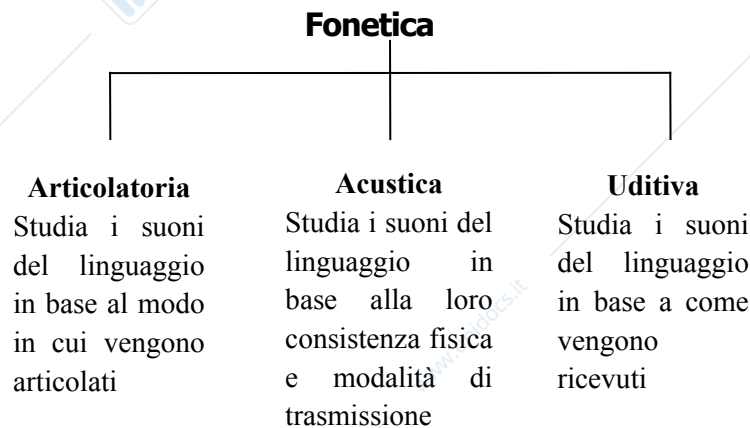 Fonetica
Articolatoria
Studia i suoni
del linguaggio
in base al modo
in cui vengono
articolati
Acustica
Studia i suoni del
linguaggio in
base alla loro
consistenza fisica
e modalità di
trasmissione
Uditiva
Studia i suoni
del linguaggio
in base a come
vengono
ricevuti